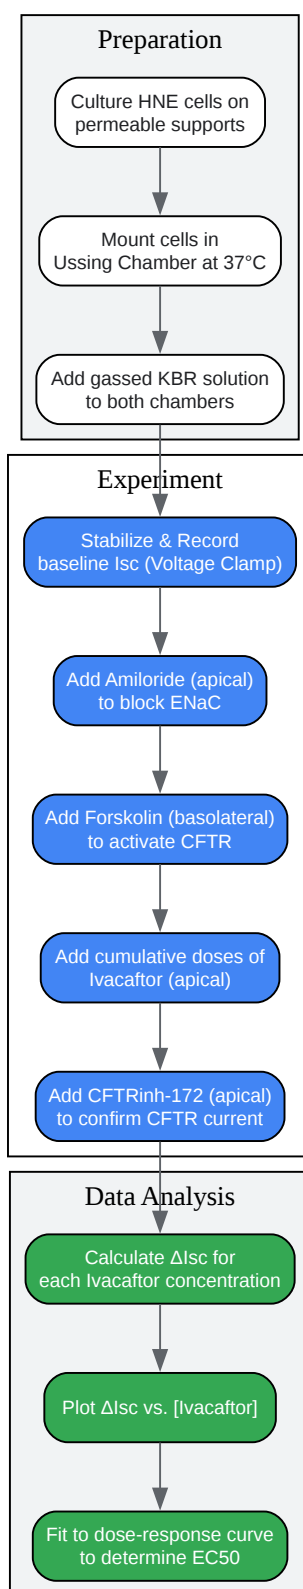 Preparation
Culture HNE cells on
permeable supports
Mount cells in
Ussing Chamber at 37°C
Add gassed KBR solution
to both chambers
Experiment
Stabilize & Record
baseline Isc (Voltage Clamp)
Add Amiloride (apical)
to block ENaC
Add Forskolin (basolateral)
to activate CFTR
Add cumulative doses of
Ivacaftor (apical)
Add CFTRinh-172 (apical)
to confirm CFTR current
Data Analysis
Calculate ΔIsc for
each Ivacaftor concentration
Plot ΔIsc vs. [Ivacaftor]
Fit to dose-response curve
to determine EC50